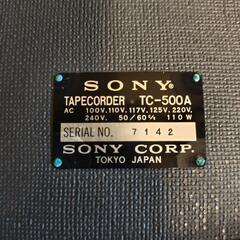 SONY
TAPECORDER TC-500A
AC 100V.110V.117V.125V.220V.
240V. 50/60 c/s 110W
SERIAL NO. 7142
SONY CORP.
TOKYO JAPAN